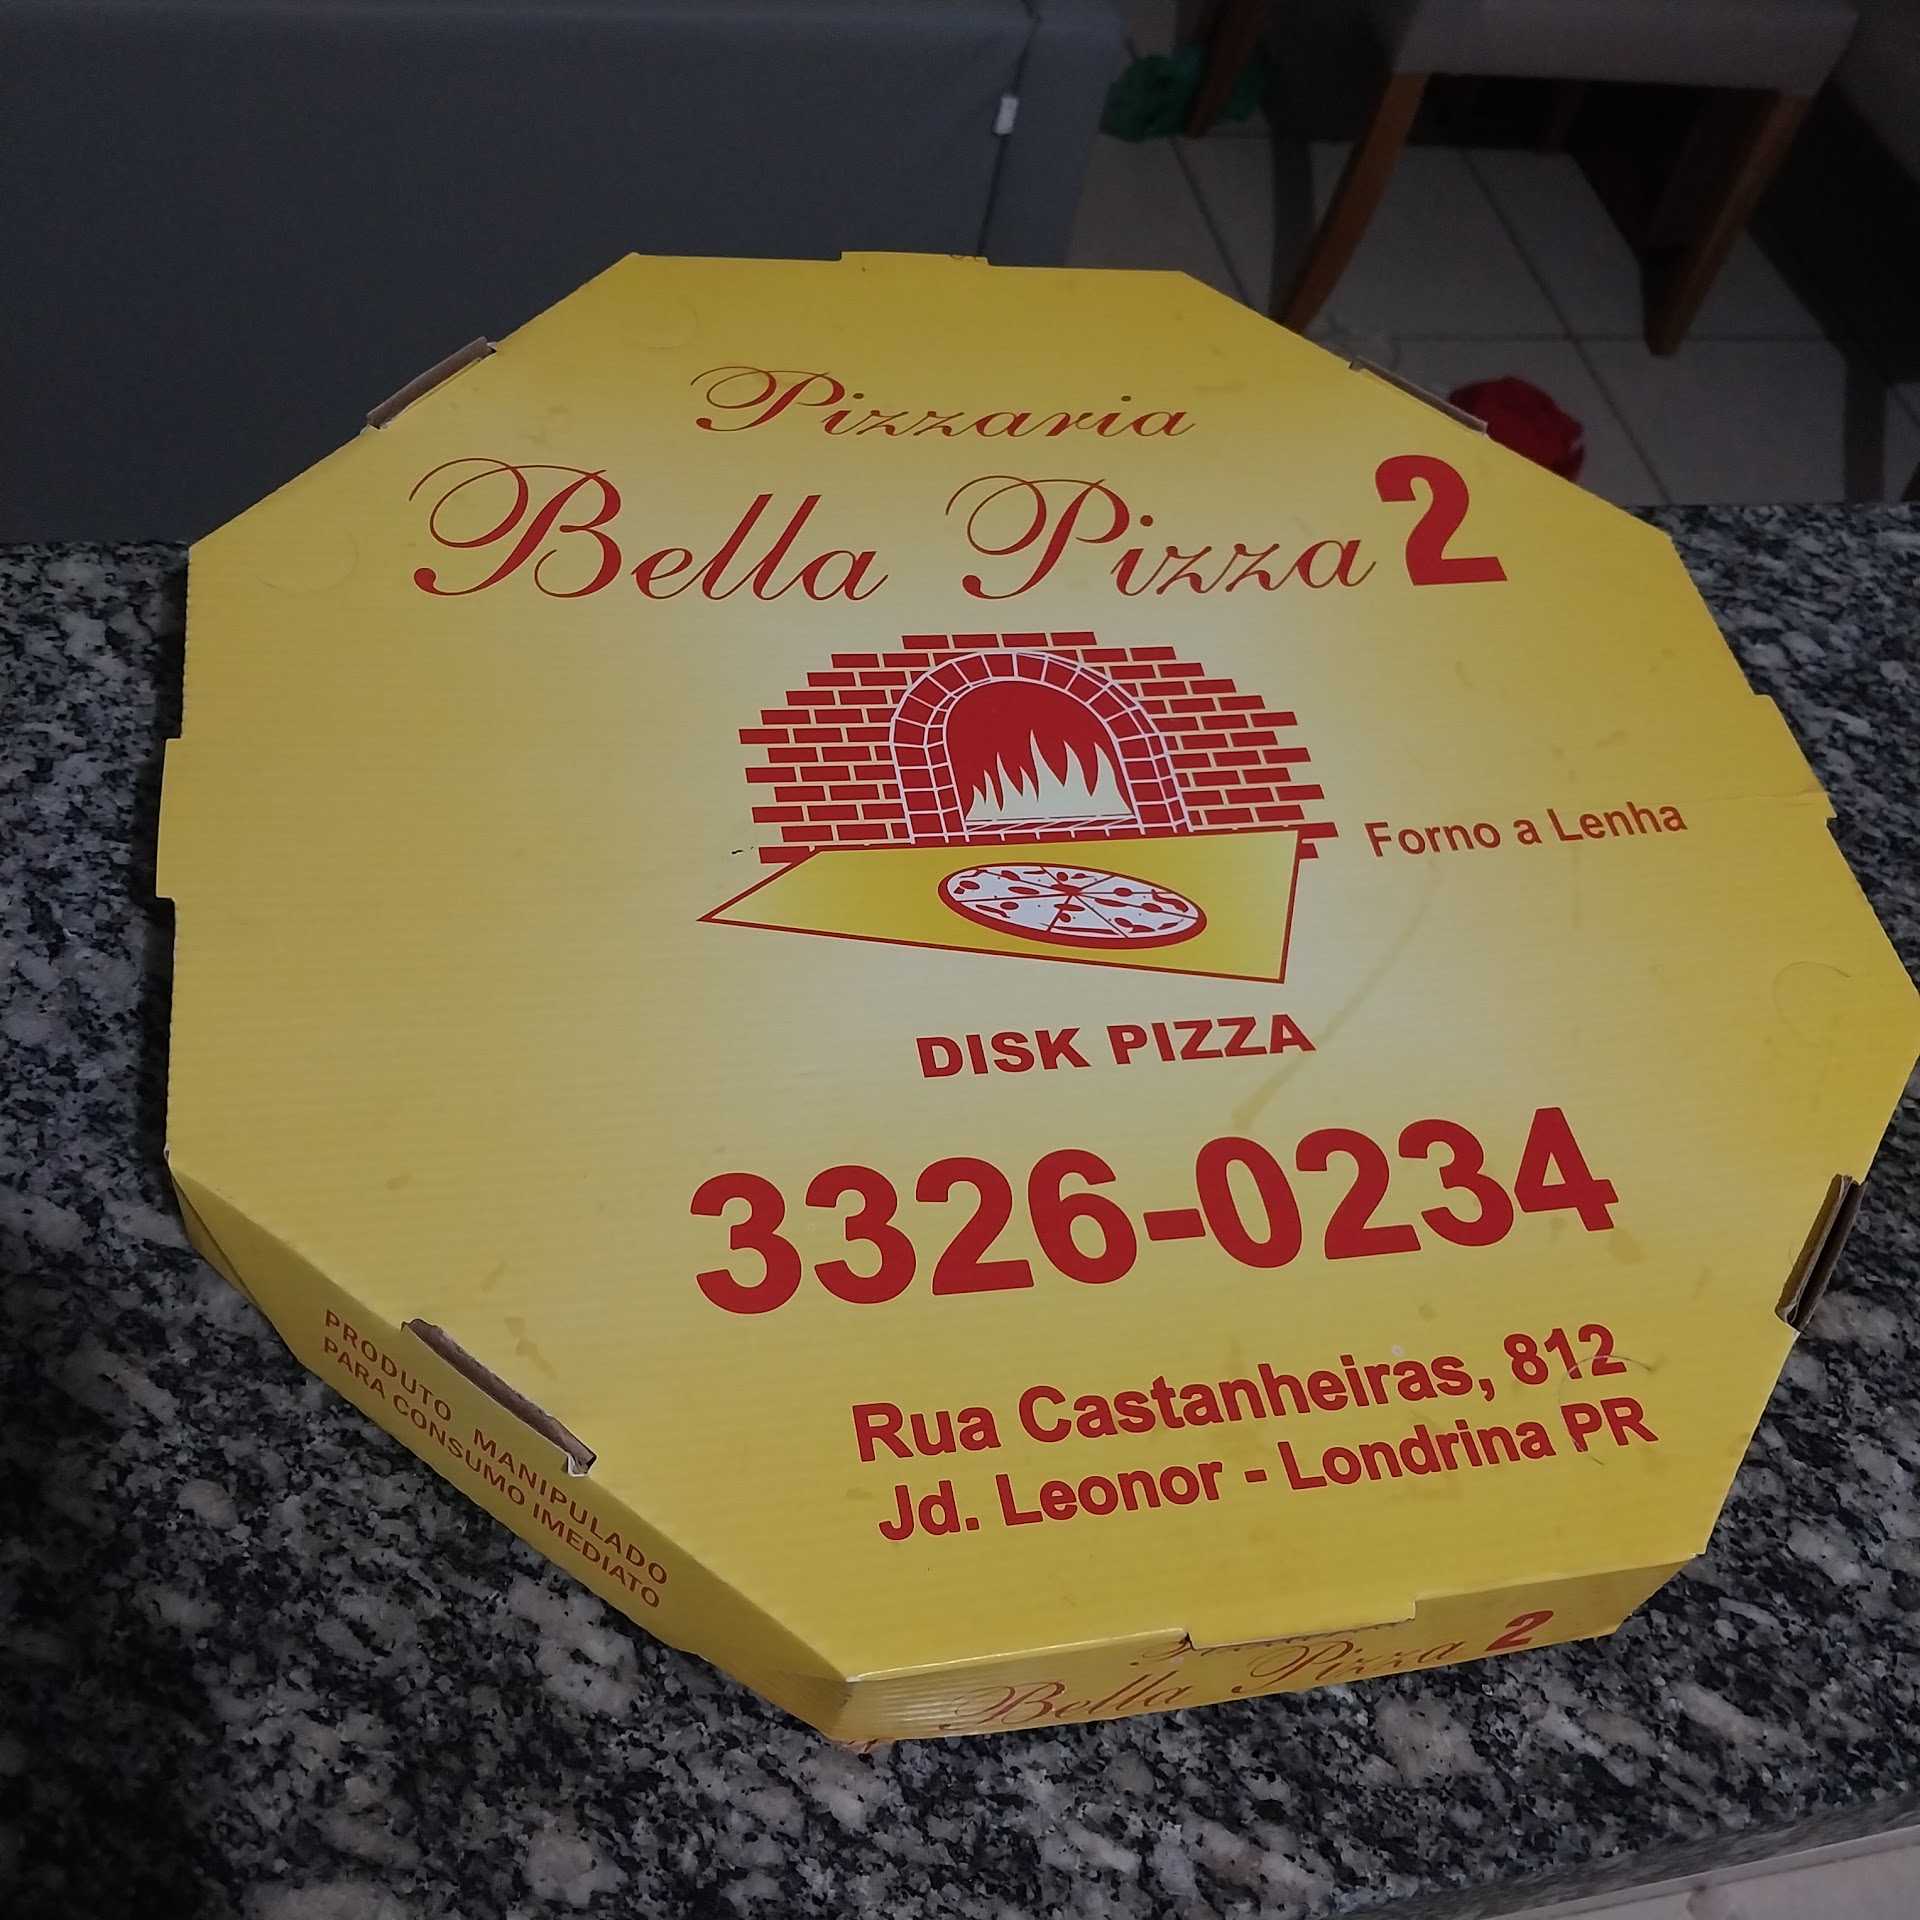 Pizzaria
Bella Pizza 2
Forno a Lenha
DISK PIZZA
3326-0234
Rua Castanheiras, 812
Jd. Leonor - Londrina PR
PRODUTO MANIPULADO
PARA CONSUMO IMEDIATO
Bella Pizza 2